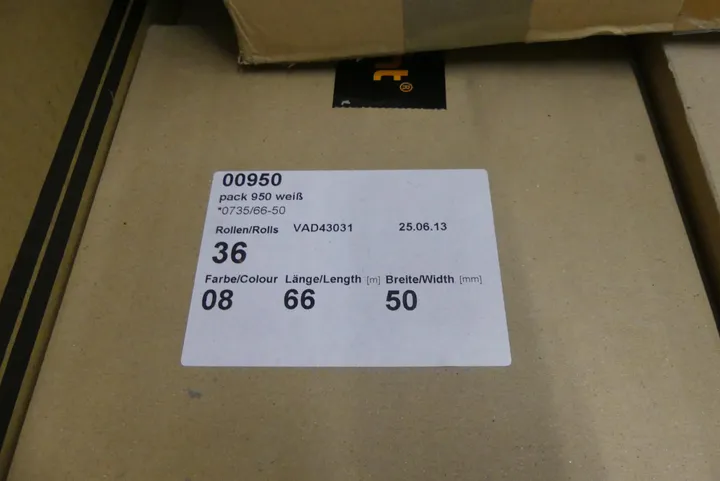 00950
pack 950 weiß
*0735/66-50
Rollen/Rolls VAD43031 25.06.13
36
Farbe/Colour Länge/Length [m] Breite/Width [mm]
08 66 50